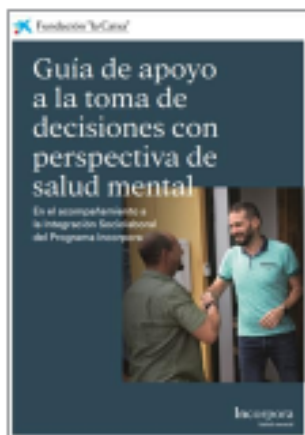 Fundación "la Caixa"
Guía de apoyo
a la toma de
decisiones con
perspectiva de
salud mental
En el acompañamiento a
la integración Sociolaboral
del Programa Incorpora
Incorpora